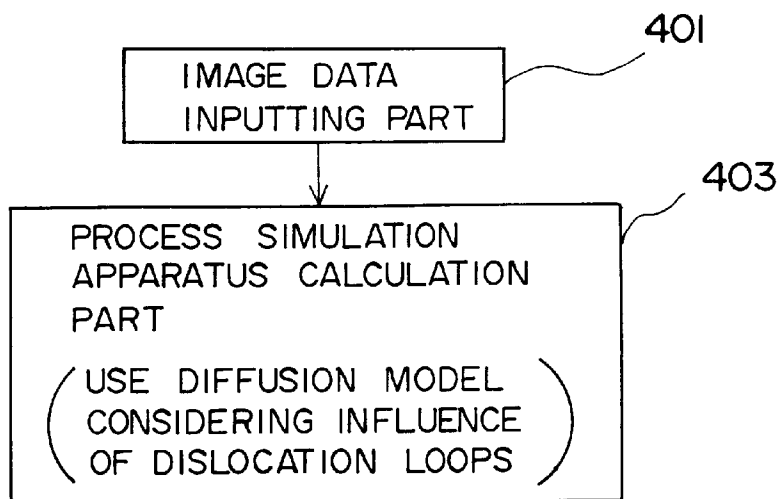 401
IMAGE DATA
INPUTTING PART
403
PROCESS SIMULATION
APPARATUS CALCULATION
PART
(USE DIFFUSION MODEL
CONSIDERING INFLUENCE
OF DISLOCATION LOOPS)